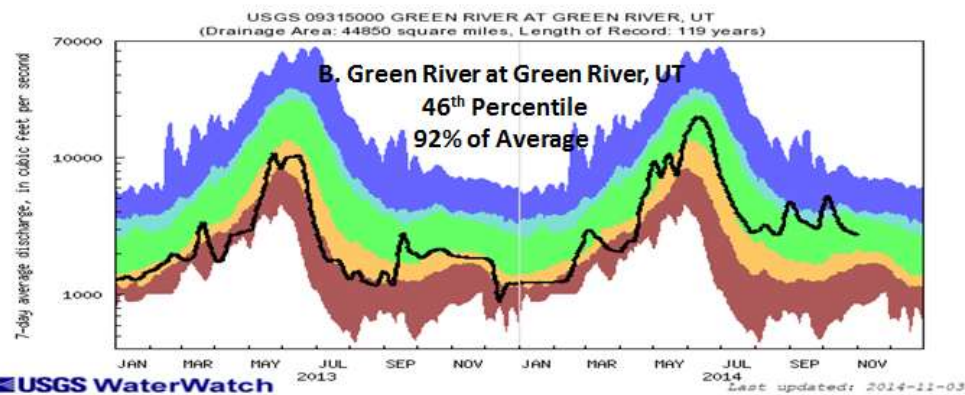 USGS 09315000 GREEN RIVER AT GREEN RIVER, UT
(Drainage Area: 44850 square miles, Length of Record: 119 years)
70000
B. Green River at Green River, UT
46th Percentile
92% of Average
10000
1000
7-day average discharge, in cubic feet per second
JAN MAR MAY JUL SEP NOV JAN MAR MAY JUL SEP NOV
2013 2014
USGS WaterWatch
Last updated: 2014-11-03